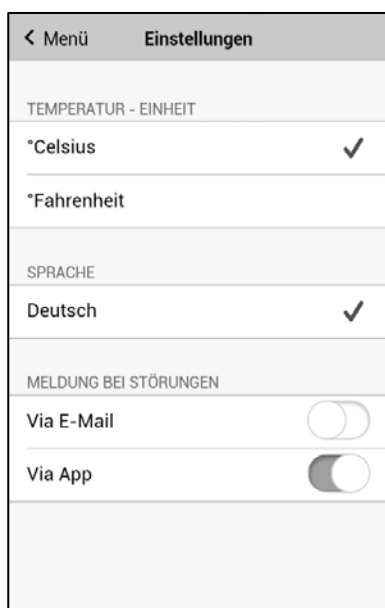 Menü Einstellungen
TEMPERATUR - EINHEIT
°Celsius
°Fahrenheit
SPRACHE
Deutsch
MELDUNG BEI STÖRUNGEN
Via E-Mail
Via App